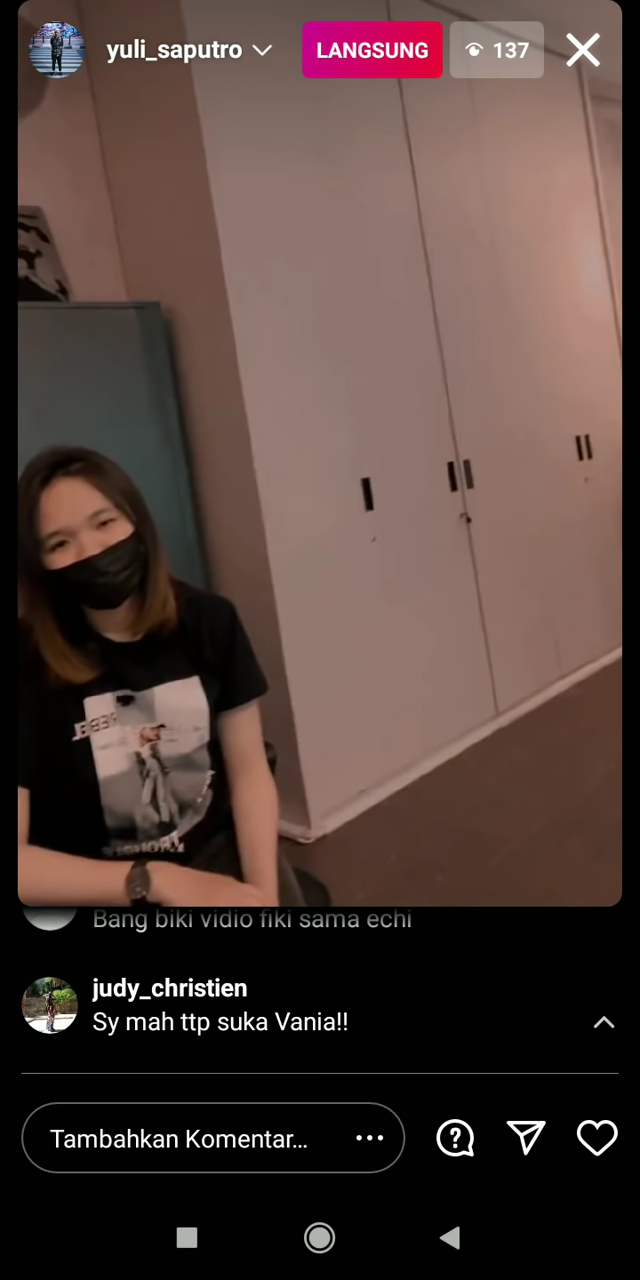 yuli_saputro
LANGSUNG
137
Bang biki vidio fiki sama echi
judy_christien
Sy mah ttp suka Vania!!
Tambahkan Komentar...